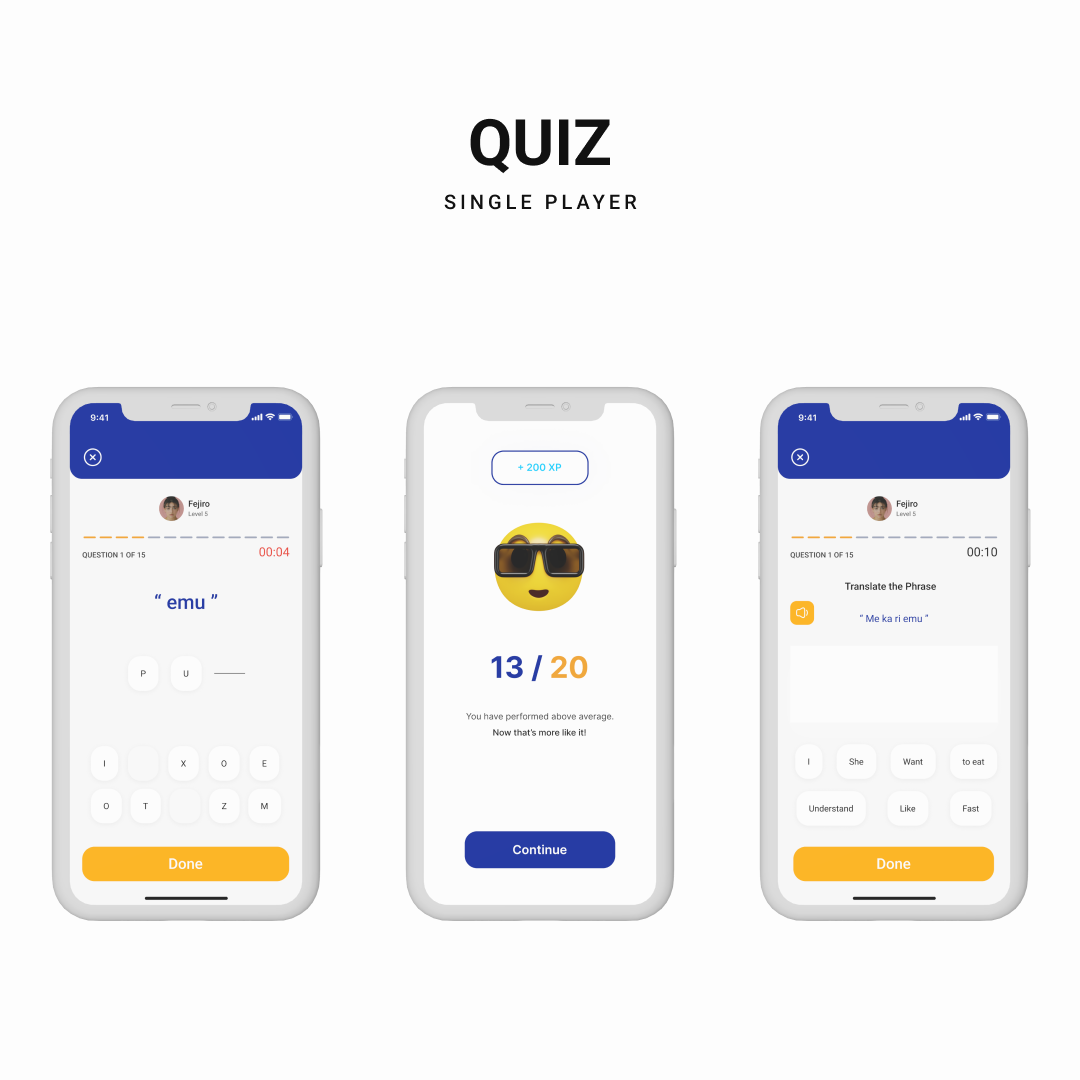 QUIZ
SINGLE PLAYER
9:41
Fejiro
Level 5
QUESTION 1 OF 15
00:04
“ emu ”
P U
I X O E
O T Z M
Done
+ 200 XP
13 / 20
You have performed above average.
Now that's more like it!
Continue
9:41
Fejiro
Level 5
QUESTION 1 OF 15
00:10
Translate the Phrase
“ Me ka ri emu ”
I She Want to eat
Understand Like Fast
Done